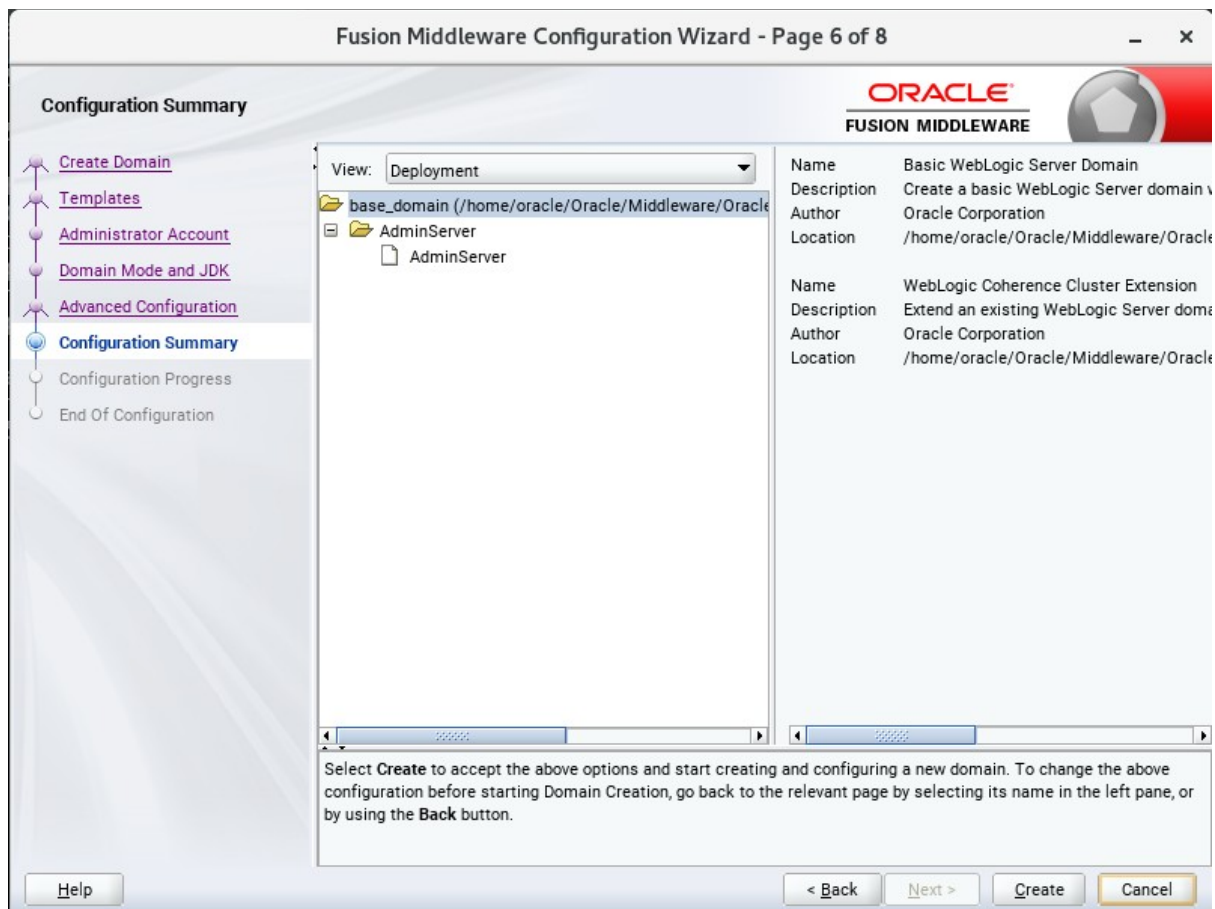 Fusion Middleware Configuration Wizard - Page 6 of 8
Configuration Summary
ORACLE
FUSION MIDDLEWARE
Create Domain
Templates
Administrator Account
Domain Mode and JDK
Advanced Configuration
Configuration Summary
Configuration Progress
End Of Configuration
View: Deployment
base_domain (/home/oracle/Oracle/Middleware/Oracle
AdminServer
AdminServer
Name Basic WebLogic Server Domain
Description Create a basic WebLogic Server domain
Author Oracle Corporation
Location /home/oracle/Oracle/Middleware/Oracle
Name WebLogic Coherence Cluster Extension
Description Extend an existing WebLogic Server doma
Author Oracle Corporation
Location /home/oracle/Oracle/Middleware/Oracle
Select Create to accept the above options and start creating and configuring a new domain. To change the above
configuration before starting Domain Creation, go back to the relevant page by selecting its name in the left pane, or
by using the Back button.
Help
< Back
Next >
Create
Cancel